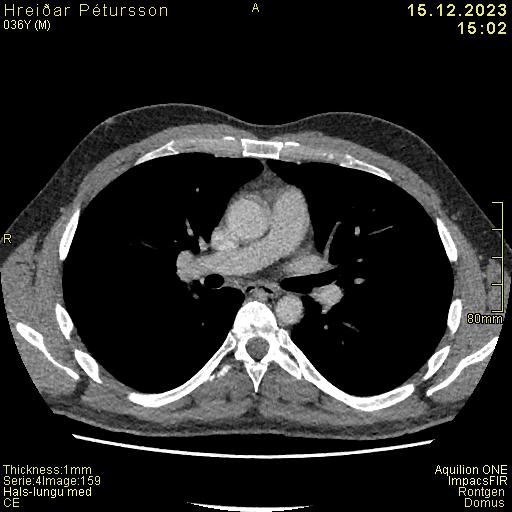 Hreiðar Pétursson
036Y (M)
A
15.12.2023
15:02
R
80mm
Thickness:1mm
Serie:4Image:159
Hals-lungu med
CE
Aquilion ONE
ImpacsFIR
Rontgen
Domus